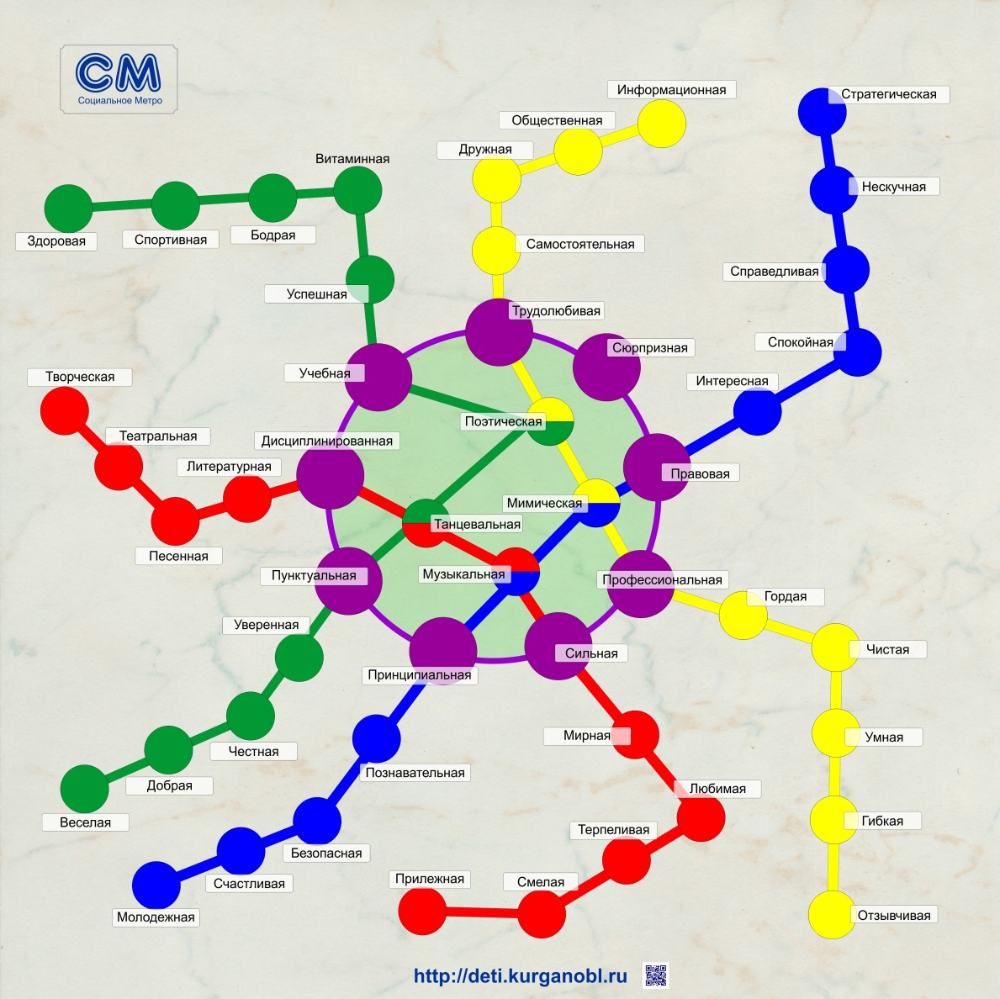 СМ
Социальное Метро
Информационная
Стратегическая
Общественная
Дружная
Витаминная
Нескучная
Здоровая
Спортивная
Бодрая
Самостоятельная
Справедливая
Успешная
Трудолюбивая
Спокойная
Сюрпризная
Учебная
Творческая
Интересная
Поэтическая
Театральная
Дисциплинированная
Литературная
Правовая
Мимическая
Танцевальная
Песенная
Пунктуальная
Музыкальная
Профессиональная
Гордая
Уверенная
Чистая
Сильная
Принципиальная
Мирная
Умная
Честная
Познавательная
Добрая
Любимая
Веселая
Гибкая
Терпеливая
Безопасная
Прилежная
Смелая
Счастливая
Молодежная
Отзывчивая
http://deti.kurganobl.ru